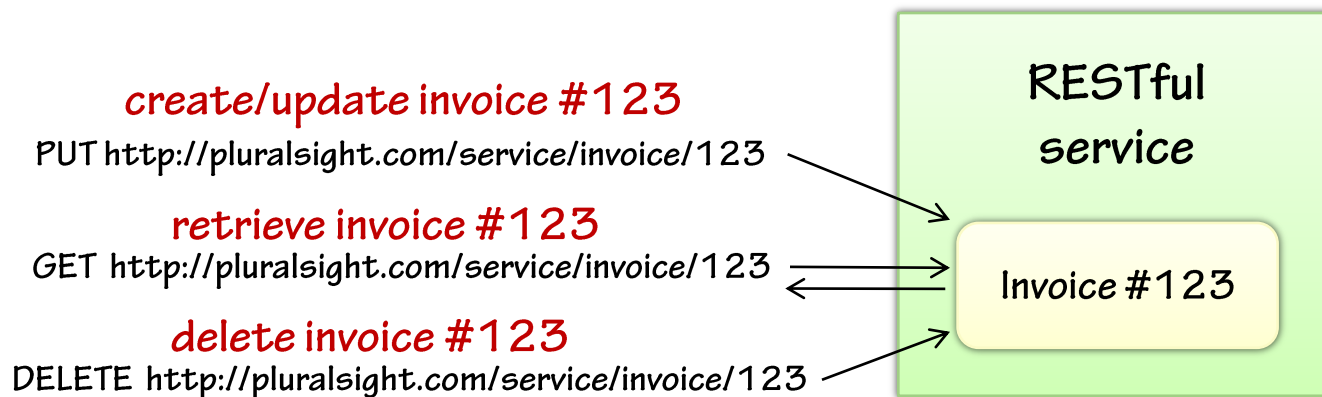 create/update invoice #123
PUT http://pluralsight.com/service/invoice/123
retrieve invoice #123
GET http://pluralsight.com/service/invoice/123
delete invoice #123
DELETE http://pluralsight.com/service/invoice/123
RESTful
service
Invoice #123